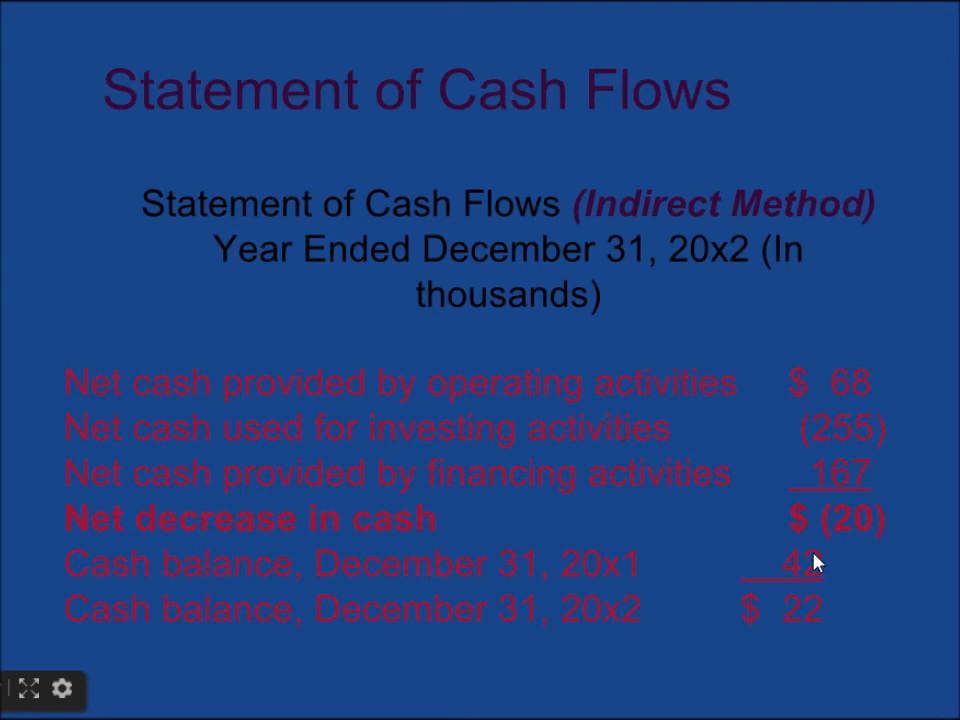 Statement of Cash Flows
Statement of Cash Flows (Indirect Method)
Year Ended December 31, 20x2 (In
thousands)
Net cash provided by operating activities $ 68
Net cash used for investing activities (255)
Net cash provided by financing activities 167
Net decrease in cash $ (20)
Cash balance, December 31, 20x1 42
Cash balance, December 31, 20x2 $ 22